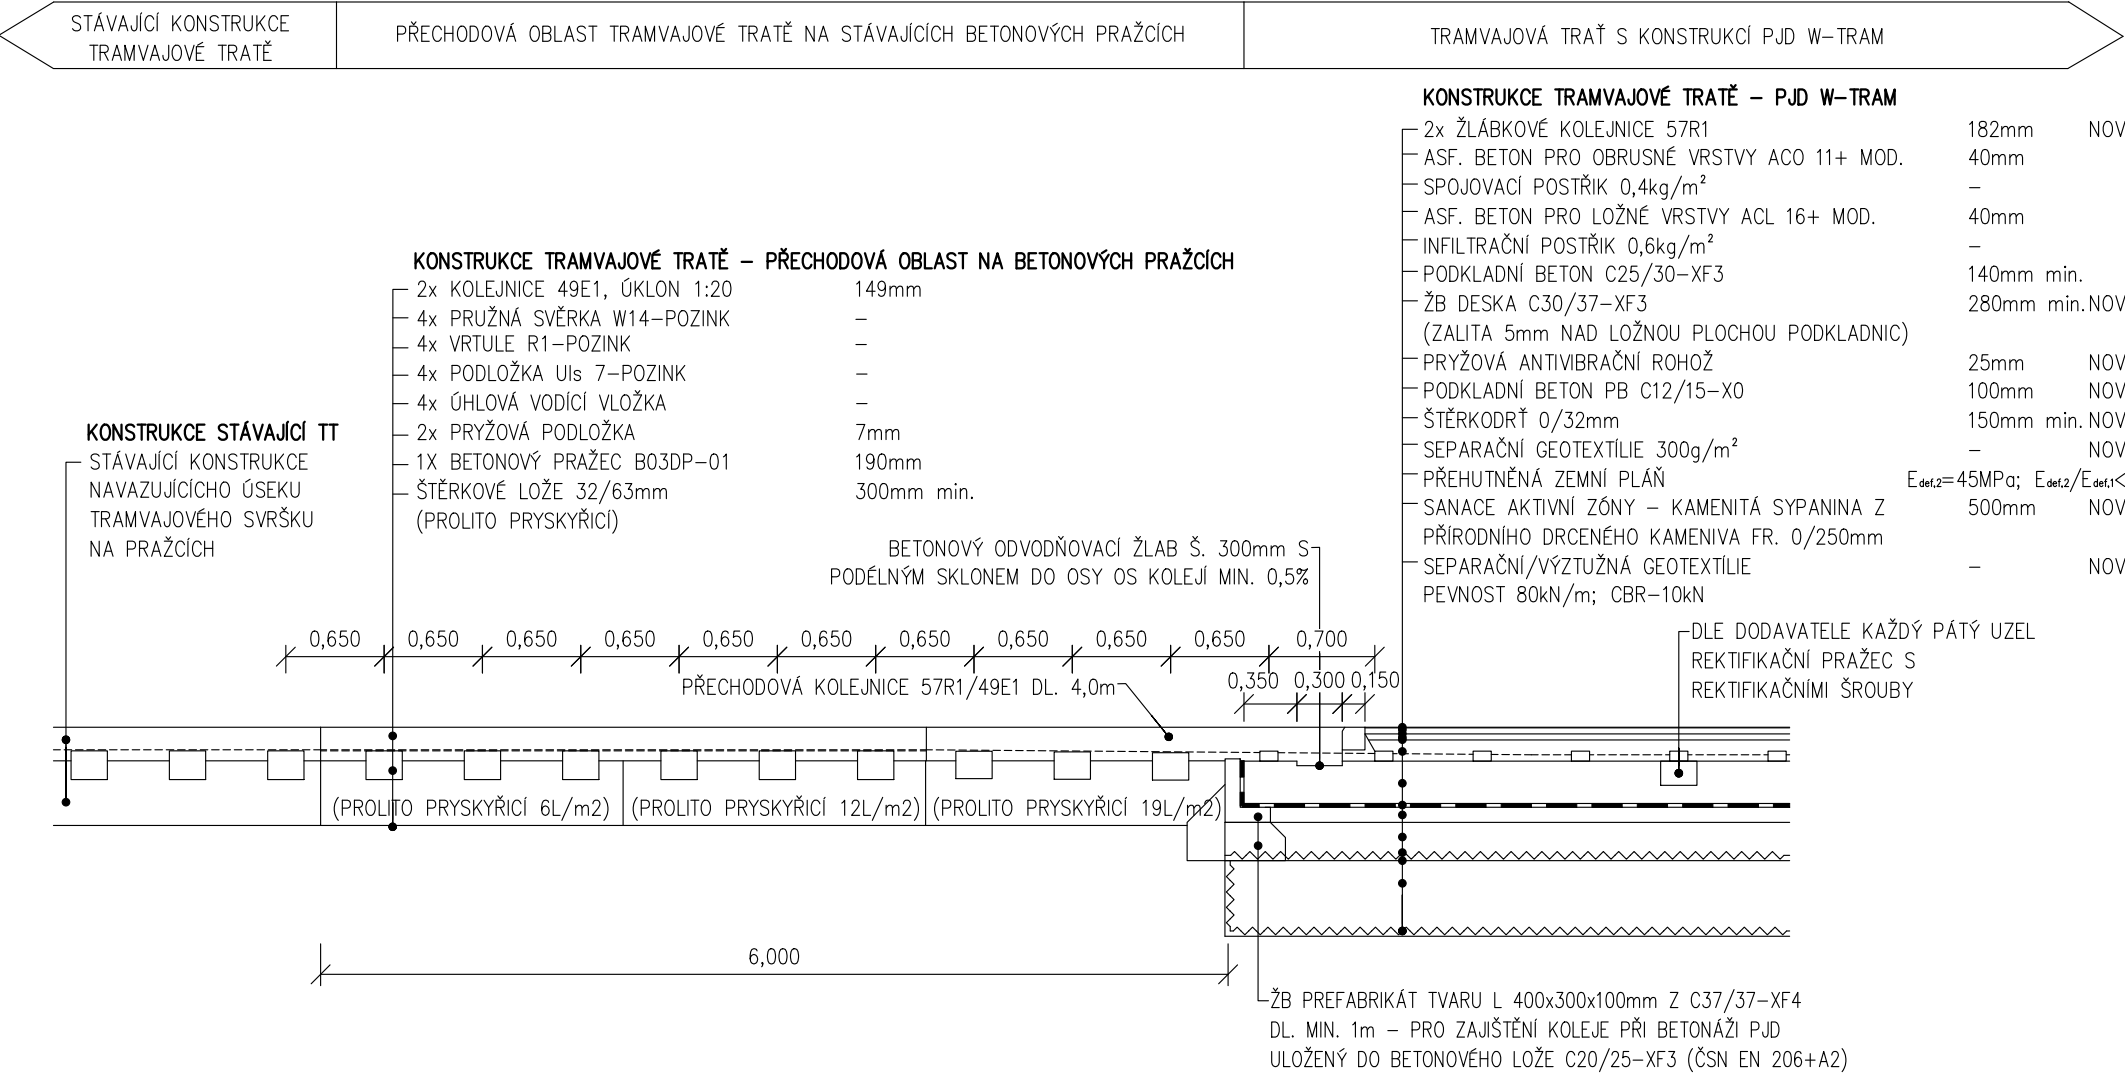 STÁVAJÍCÍ KONSTRUKCE
TRAMVAJOVÉ TRATĚ
PŘECHODOVÁ OBLAST TRAMVAJOVÉ TRATĚ NA STÁVAJÍCÍCH BETONOVÝCH PRAŽCÍCH
TRAMVAJOVÁ TRAŤ S KONSTRUKCÍ PJD W-TRAM
KONSTRUKCE STÁVAJÍCÍ TT
STÁVAJÍCÍ KONSTRUKCE
NAVAZUJÍCÍCHO ÚSEKU
TRAMVAJOVÉHO SVRŠKU
NA PRAŽCÍCH
KONSTRUKCE TRAMVAJOVÉ TRATĚ - PŘECHODOVÁ OBLAST NA BETONOVÝCH PRAŽCÍCH
2x KOLEJNICE 49E1, ÚKLON 1:20 149mm
4x PRUŽNÁ SVĚRKA W14-POZINK -
4x VRTULE R1-POZINK -
4x PODLOŽKA Uls 7-POZINK -
4x ÚHLOVÁ VODÍCÍ VLOŽKA -
2x PRYŽOVÁ PODLOŽKA 7mm
1X BETONOVÝ PRAŽEC B03DP-01 190mm
ŠTĚRKOVÉ LOŽE 32/63mm 300mm min.
(PROLITO PRYSKYŘICÍ)
KONSTRUKCE TRAMVAJOVÉ TRATĚ - PJD W-TRAM
2x ŽLÁBKOVÉ KOLEJNICE 57R1 182mm NOV
ASF. BETON PRO OBRUSNÉ VRSTVY ACO 11+ MOD. 40mm
SPOJOVACÍ POSTŘIK 0,4kg/m² -
ASF. BETON PRO LOŽNÉ VRSTVY ACL 16+ MOD. 40mm
INFILTRAČNÍ POSTŘIK 0,6kg/m² -
PODKLADNÍ BETON C25/30-XF3 140mm min.
ŽB DESKA C30/37-XF3 280mm min. NOV
(ZALITA 5mm NAD LOŽNOU PLOCHOU PODKLADNIC)
PRYŽOVÁ ANTIVIBRAČNÍ ROHOŽ 25mm NOV
PODKLADNÍ BETON PB C12/15-X0 100mm NOV
ŠTĚRKODRŤ 0/32mm 150mm min. NOV
SEPARAČNÍ GEOTEXTÍLIE 300g/m² - NOV
PŘEHUTNĚNÁ ZEMNÍ PLÁŇ Edef,2=45MPa; Edef,2/Edef,1<
SANACE AKTIVNÍ ZÓNY - KAMENITÁ SYPANINA Z 500mm NOV
PŘÍRODNÍHO DRCENÉHO KAMENIVA FR. 0/250mm
SEPARAČNÍ/VÝZTUŽNÁ GEOTEXTÍLIE - NOV
PEVNOST 80kN/m; CBR-10kN
BETONOVÝ ODVODŇOVACÍ ŽLAB Š. 300mm S
PODÉLNÝM SKLONEM DO OSY OS KOLEJÍ MIN. 0,5%
DLE DODAVATELE KAŽDÝ PÁTÝ UZEL
REKTIFIKAČNÍ PRAŽEC S
REKTIFIKAČNÍMI ŠROUBY
0,650 0,650 0,650 0,650 0,650 0,650 0,650 0,650 0,650 0,650 0,700
PŘECHODOVÁ KOLEJNICE 57R1/49E1 DL. 4,0m
0,350 0,300 0,150
(PROLITO PRYSKYŘICÍ 6L/m2) (PROLITO PRYSKYŘICÍ 12L/m2) (PROLITO PRYSKYŘICÍ 19L/m2)
6,000
ŽB PREFABRIKÁT TVARU L 400x300x100mm Z C37/37-XF4
DL. MIN. 1m - PRO ZAJIŠTĚNÍ KOLEJE PŘI BETONÁŽI PJD
ULOŽENÝ DO BETONOVÉHO LOŽE C20/25-XF3 (ČSN EN 206+A2)